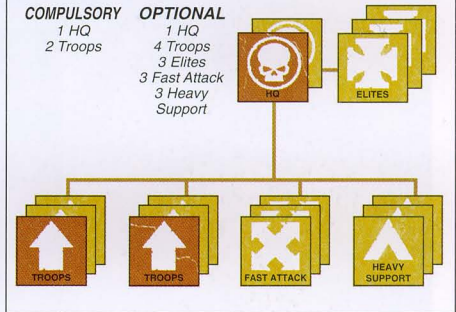 COMPULSORY
1 HQ
2 Troops
OPTIONAL
1 HQ
4 Troops
3 Elites
3 Fast Attack
3 Heavy
Support
HQ
ELITES
TROOPS
TROOPS
FAST ATTACK
HEAVY
SUPPORT